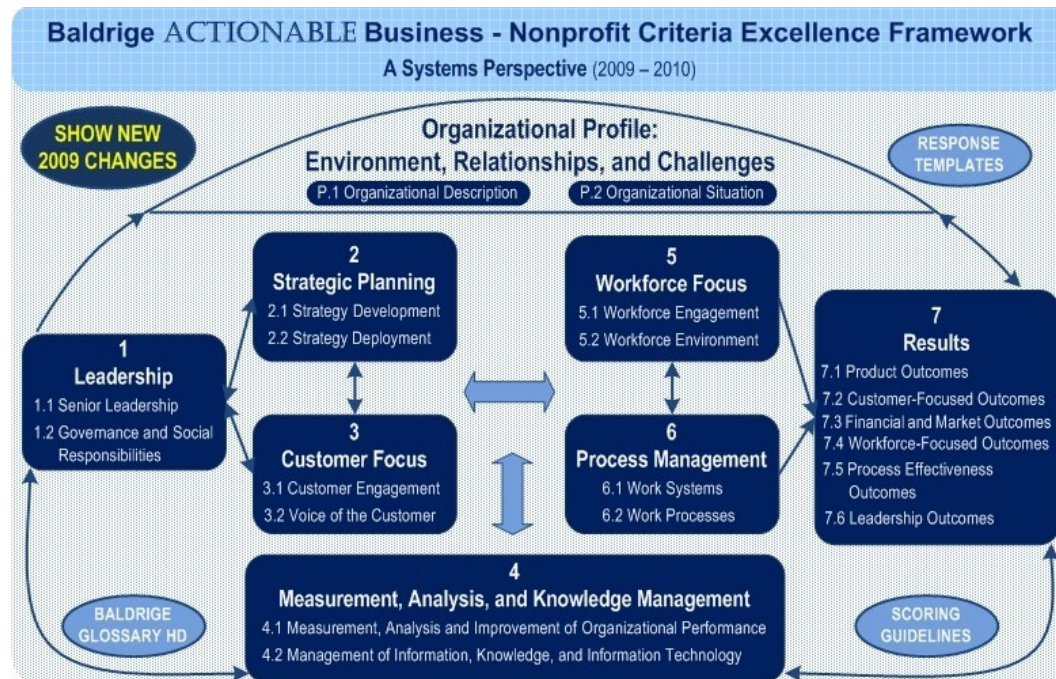 Baldrige ACTIONABLE Business - Nonprofit Criteria Excellence Framework
A Systems Perspective (2009 – 2010)
SHOW NEW
2009 CHANGES
Organizational Profile:
Environment, Relationships, and Challenges
P.1 Organizational Description
P.2 Organizational Situation
RESPONSE
TEMPLATES
1
Leadership
1.1 Senior Leadership
1.2 Governance and Social
Responsibilities
2
Strategic Planning
2.1 Strategy Development
2.2 Strategy Deployment
3
Customer Focus
3.1 Customer Engagement
3.2 Voice of the Customer
5
Workforce Focus
5.1 Workforce Engagement
5.2 Workforce Environment
6
Process Management
6.1 Work Systems
6.2 Work Processes
7
Results
7.1 Product Outcomes
7.2 Customer-Focused Outcomes
7.3 Financial and Market Outcomes
7.4 Workforce-Focused Outcomes
7.5 Process Effectiveness
Outcomes
7.6 Leadership Outcomes
4
Measurement, Analysis, and Knowledge Management
4.1 Measurement, Analysis and Improvement of Organizational Performance
4.2 Management of Information, Knowledge, and Information Technology
BALDRIGE
GLOSSARY HD
SCORING
GUIDELINES